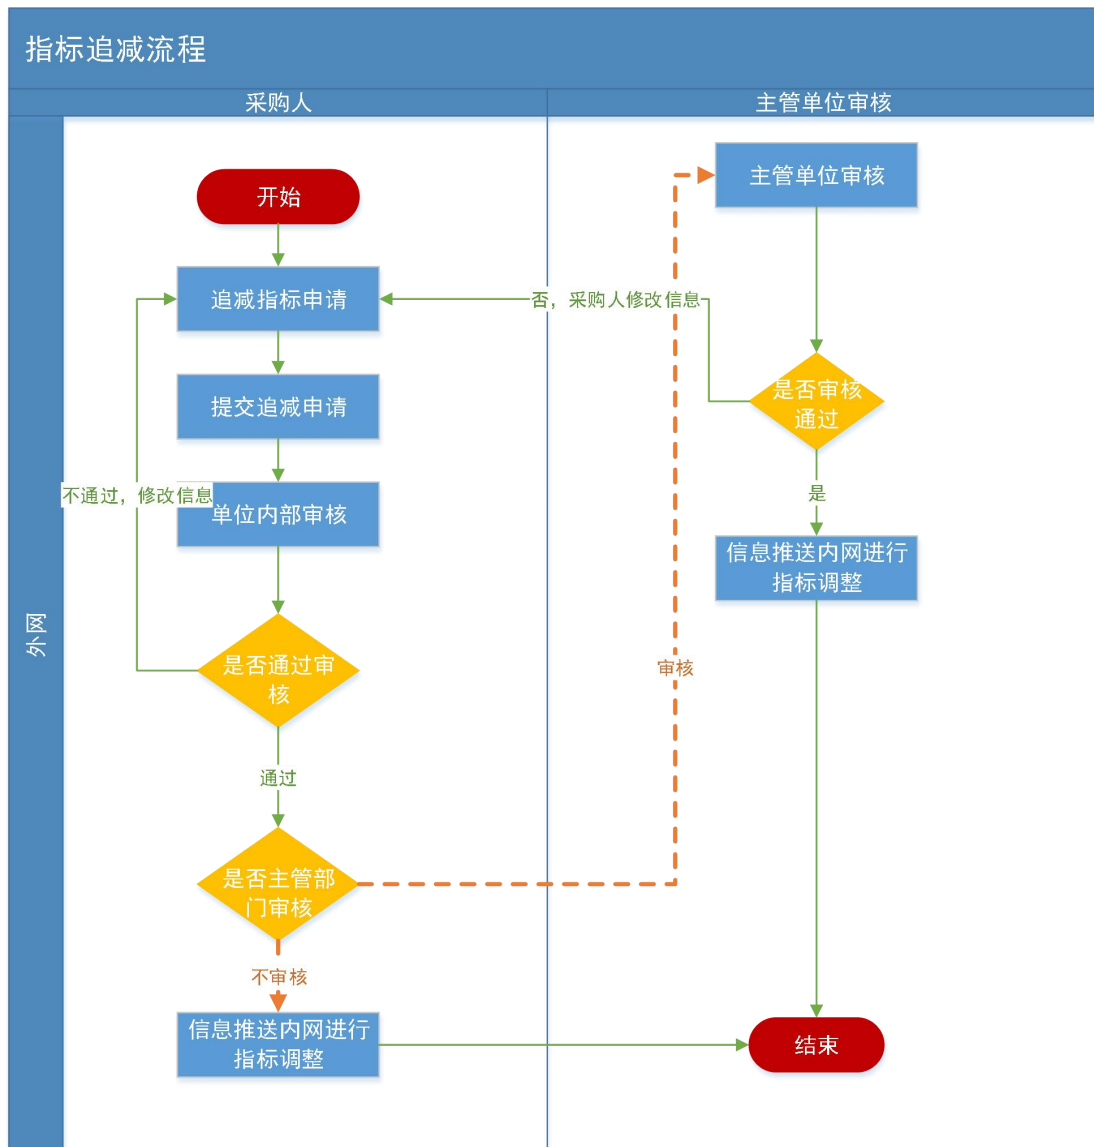 指标追减流程
采购人
主管单位审核
外网
开始
追减指标申请
提交追减申请
不通过，修改信息
单位内部审核
是否通过审
核
通过
是否主管部
门审核
不审核
信息推送内网进行
指标调整
审核
主管单位审核
否，采购人修改信息
是否审核
通过
是
信息推送内网进行
指标调整
结束